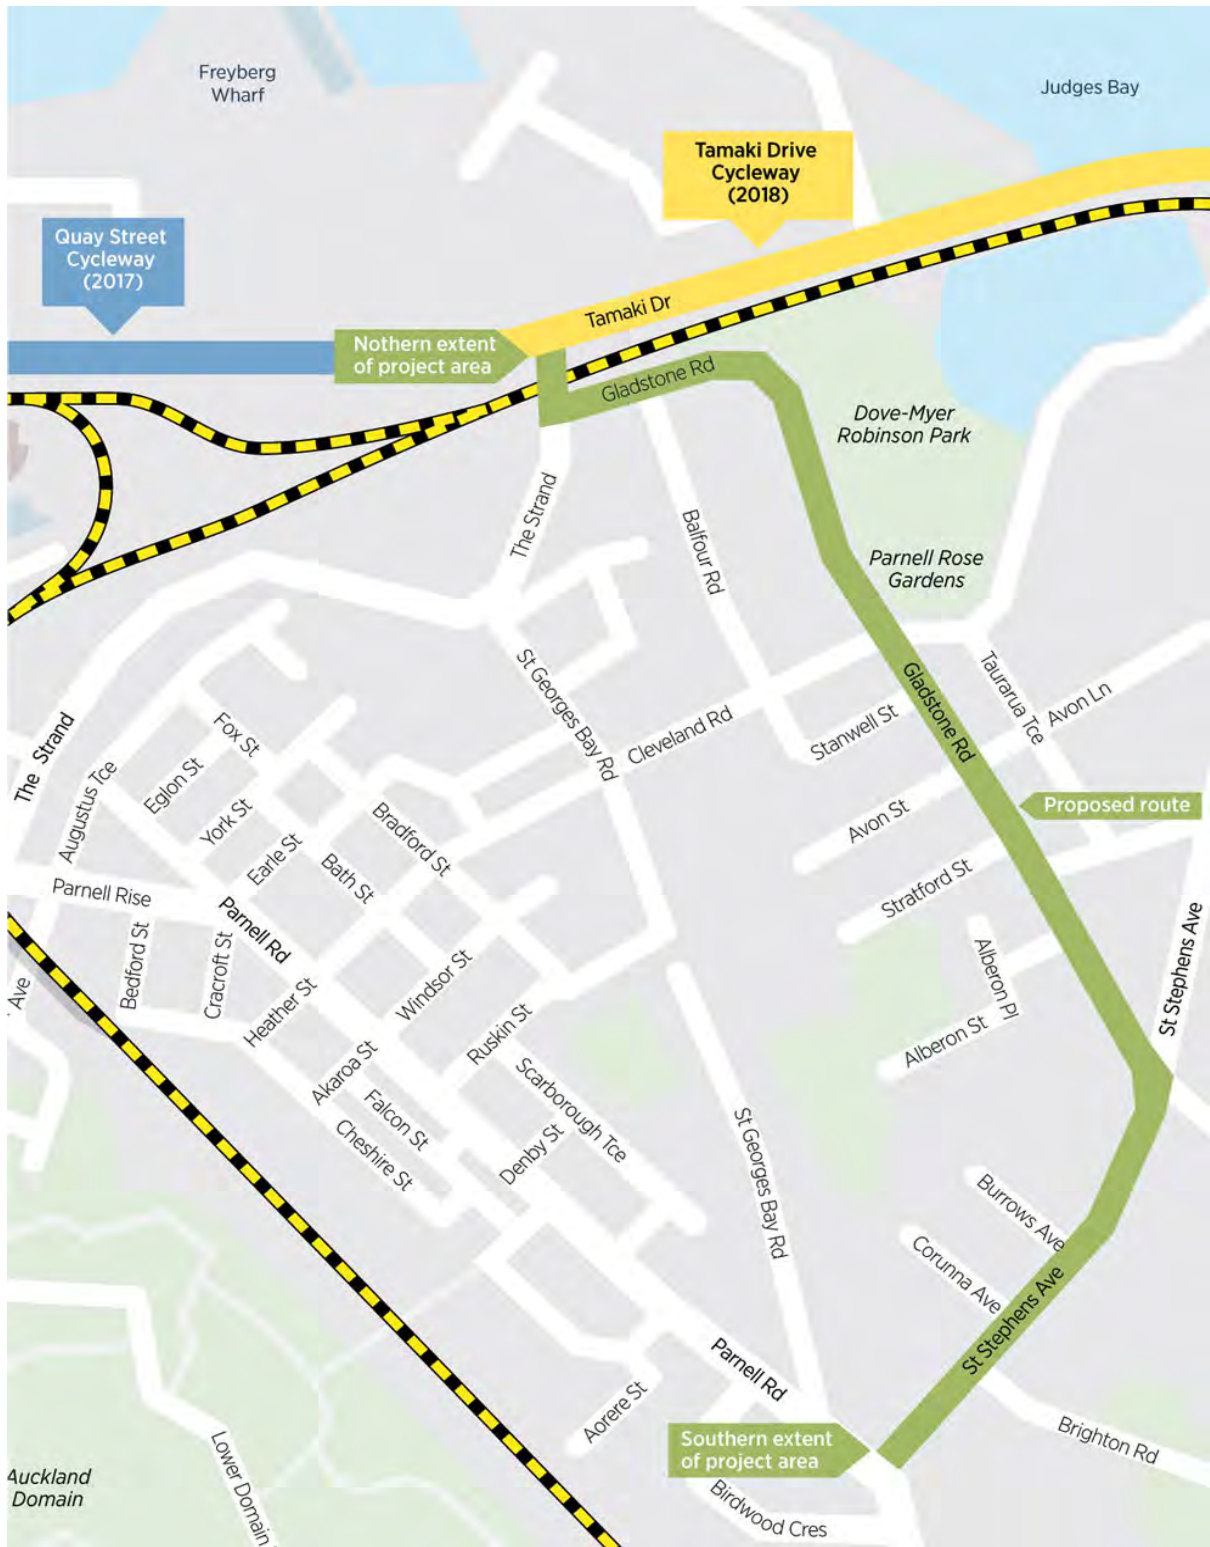 Freyberg
Wharf
Judges Bay
Tamaki Drive
Cycleway
(2018)
Quay Street
Cycleway
(2017)
Tamaki Dr
Nothern extent
of project area
Gladstone Rd
Dove-Myer
Robinson Park
The Strand
Balfour Rd
Parnell Rose
Gardens
St Georges Bay Rd
Taurarua Tce
Gladstone Rd
Avon Ln
The Strand
Fox St
Cleveland Rd
Stanwell St
Eglon St
Augustus Tce
York St
Bradford St
Avon St
Proposed route
Earle St
Bath St
Stratford St
Parnell Rise
Parnell Rd
St Stephens Ave
Bedford St
Cracroft St
Windsor St
Alberon Pl
Ave
Heather St
Ruskin St
Alberon St
Akaroa St
Falcon St
Scarborough Tce
Cheshire St
Denby St
St Georges Bay Rd
Burrows Ave
Corunna Ave
St Stephens Ave
Parnell Rd
Aorere St
Brighton Rd
Southern extent
of project area
Lower Domain
Auckland
Domain
Birdwood Cres